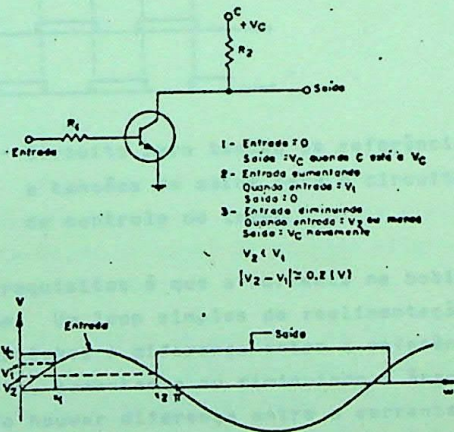 C
+ VC
R2
Saída
R1
Entrada
1- Entrada = 0
Saída = VC quando C está a VC
2- Entrada aumentando
Quando entrada = V1
Saída = 0
3- Entrada diminuindo
Quando entrada = V2 ou menos
Saída = VC novamente
V2 < V1
|V2 - V1| ≅ 0.2 (V)
V
Entrada
Saída
VC
V1
V2
π